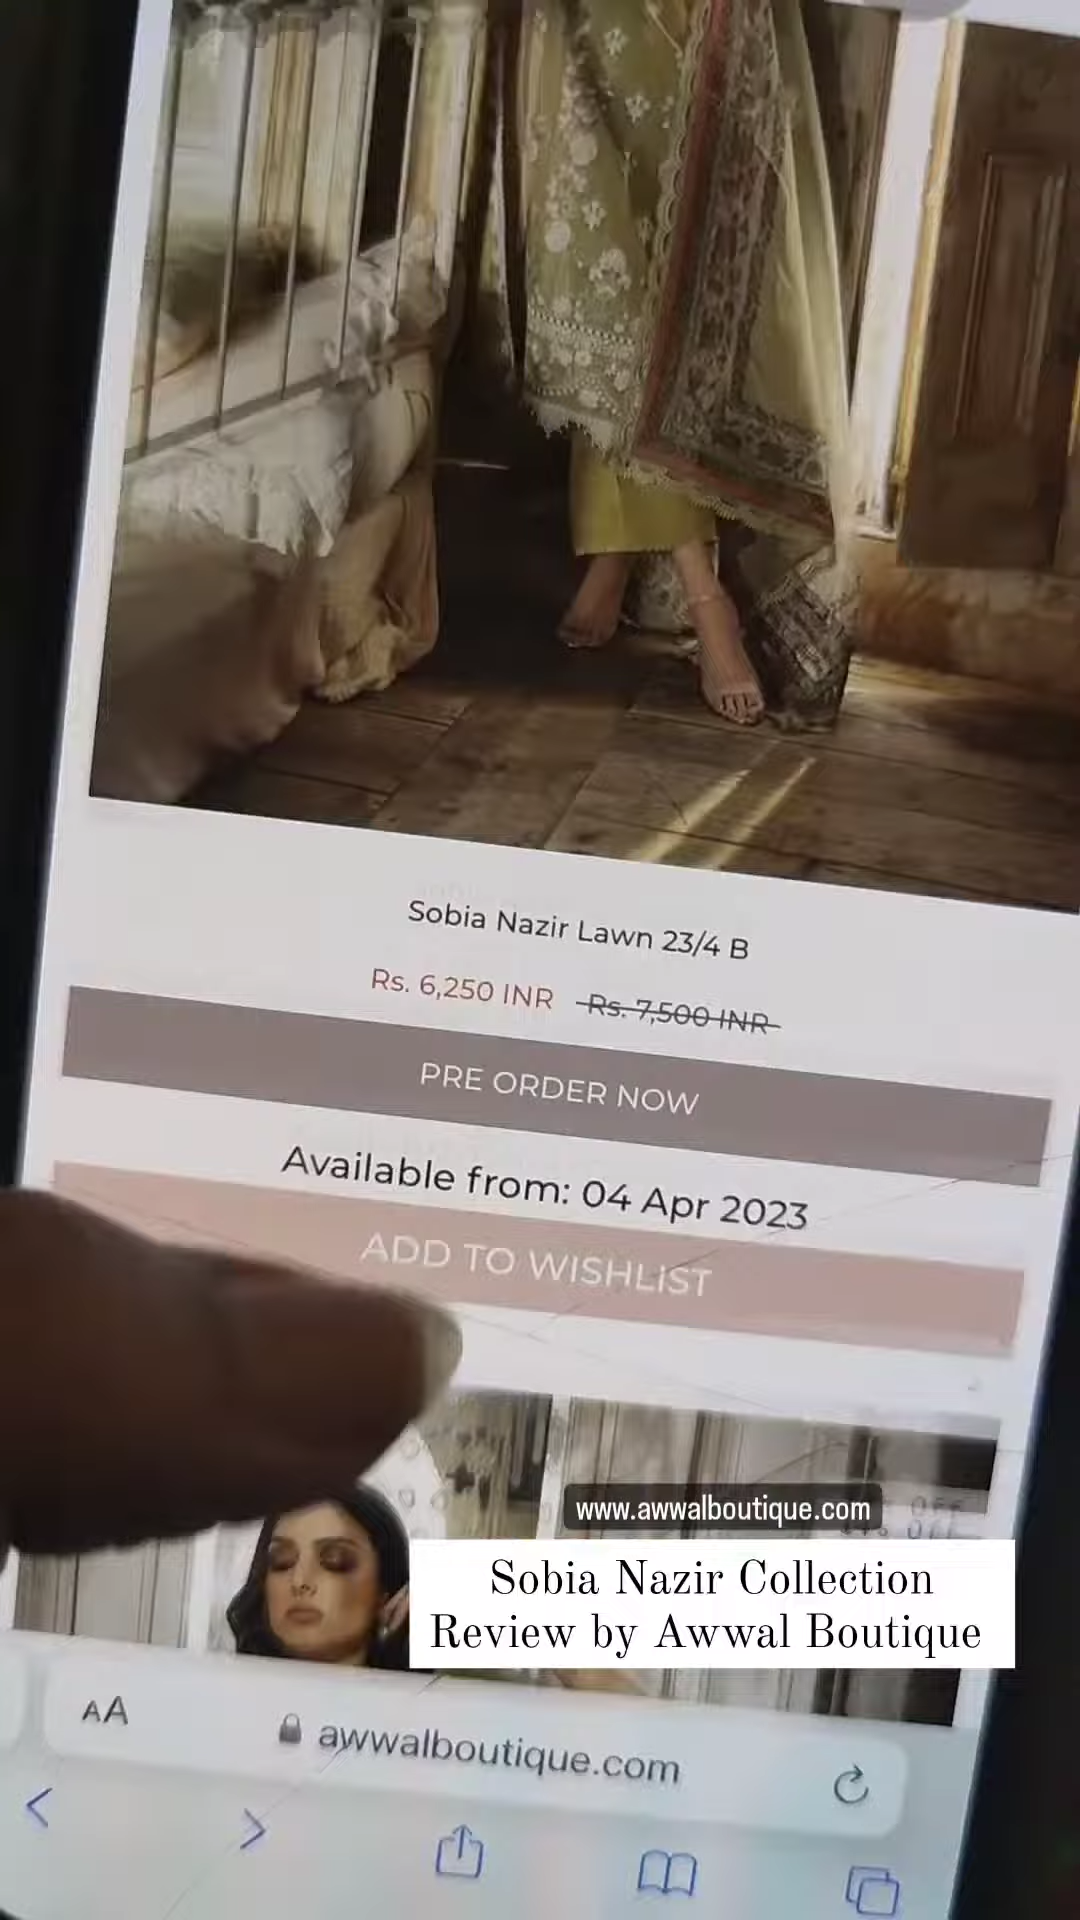 Sobia Nazir Lawn 23/4 B
Rs. 6,250 INR Rs. 7,500 INR
PRE ORDER NOW
Available from: 04 Apr 2023
ADD TO WISHLIST
www.awwalboutique.com
Sobia Nazir Collection
Review by Awwal Boutique
AA awwalboutique.com